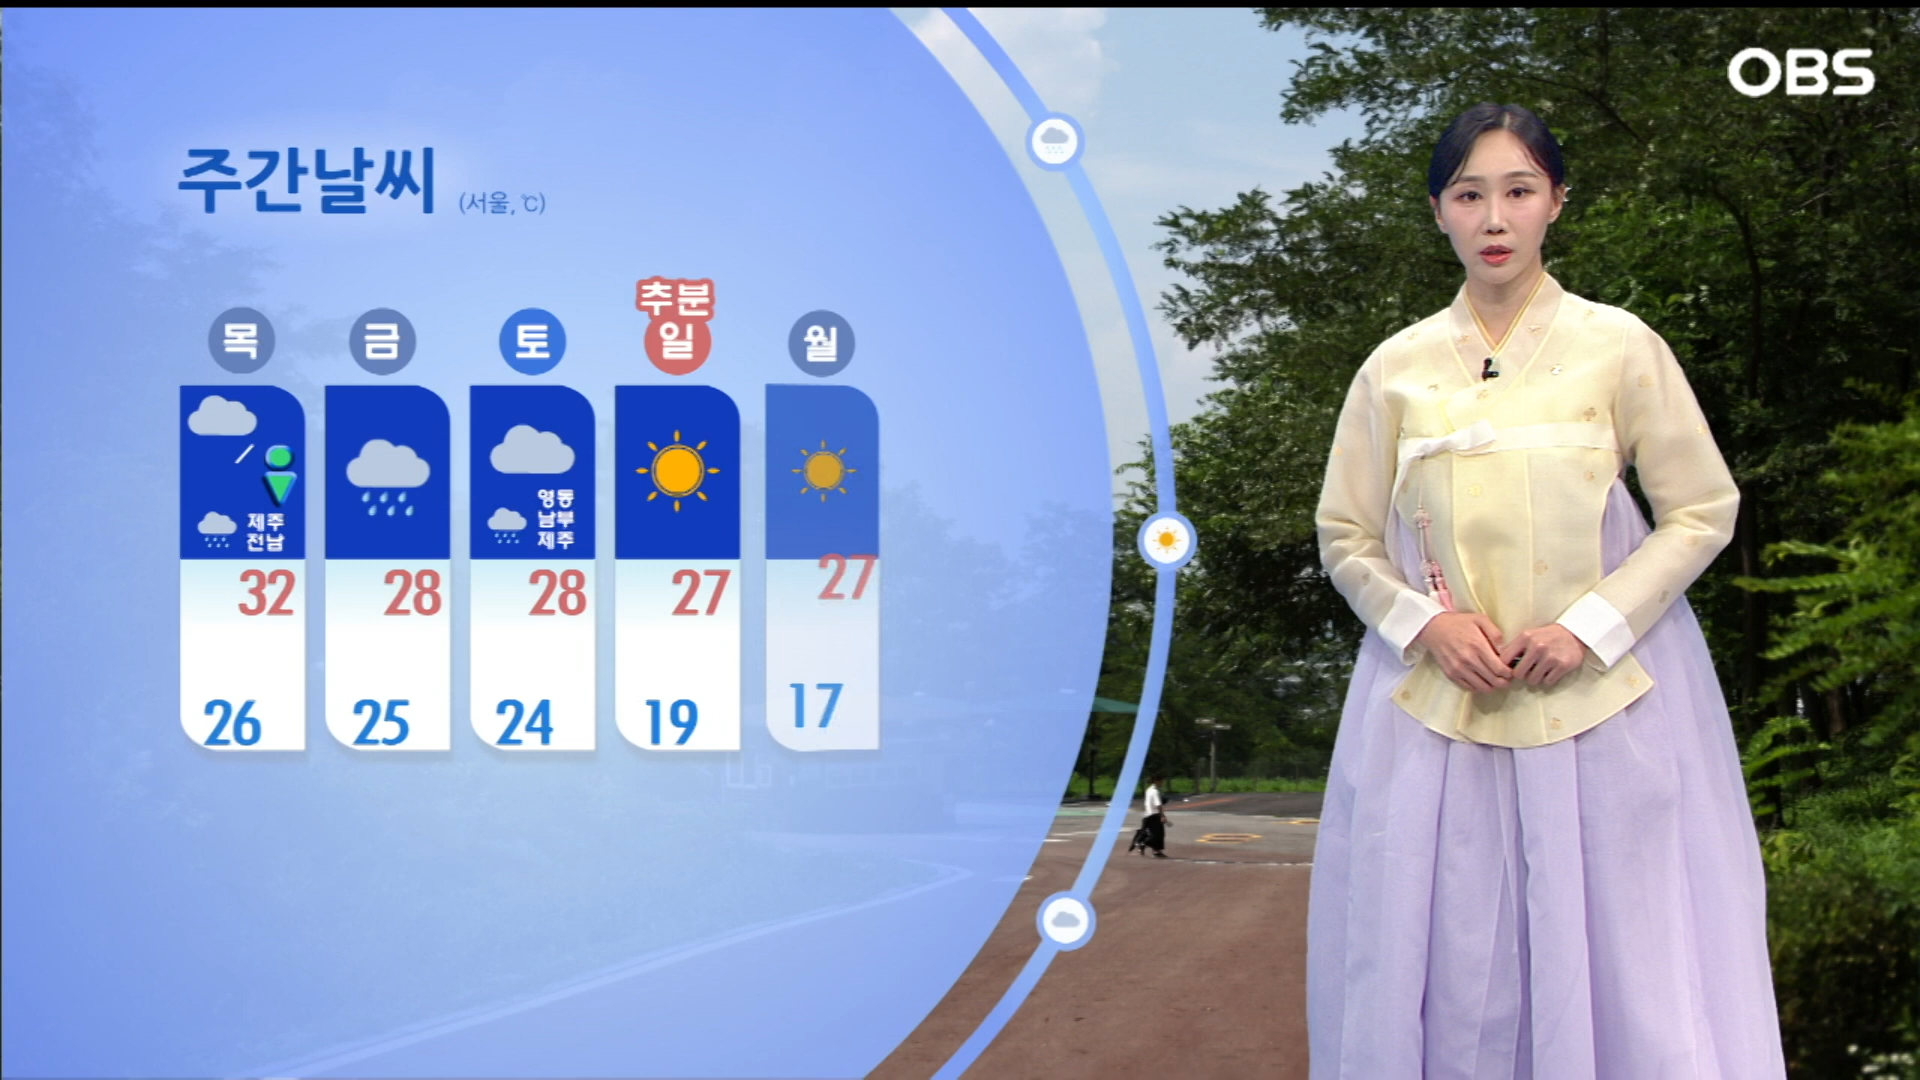 OBS
주간날씨 (서울, ℃)
추분
목 금 토 일 월
제주
전남
영동
남부
제주
32 28 28 27 27
26 25 24 19 17